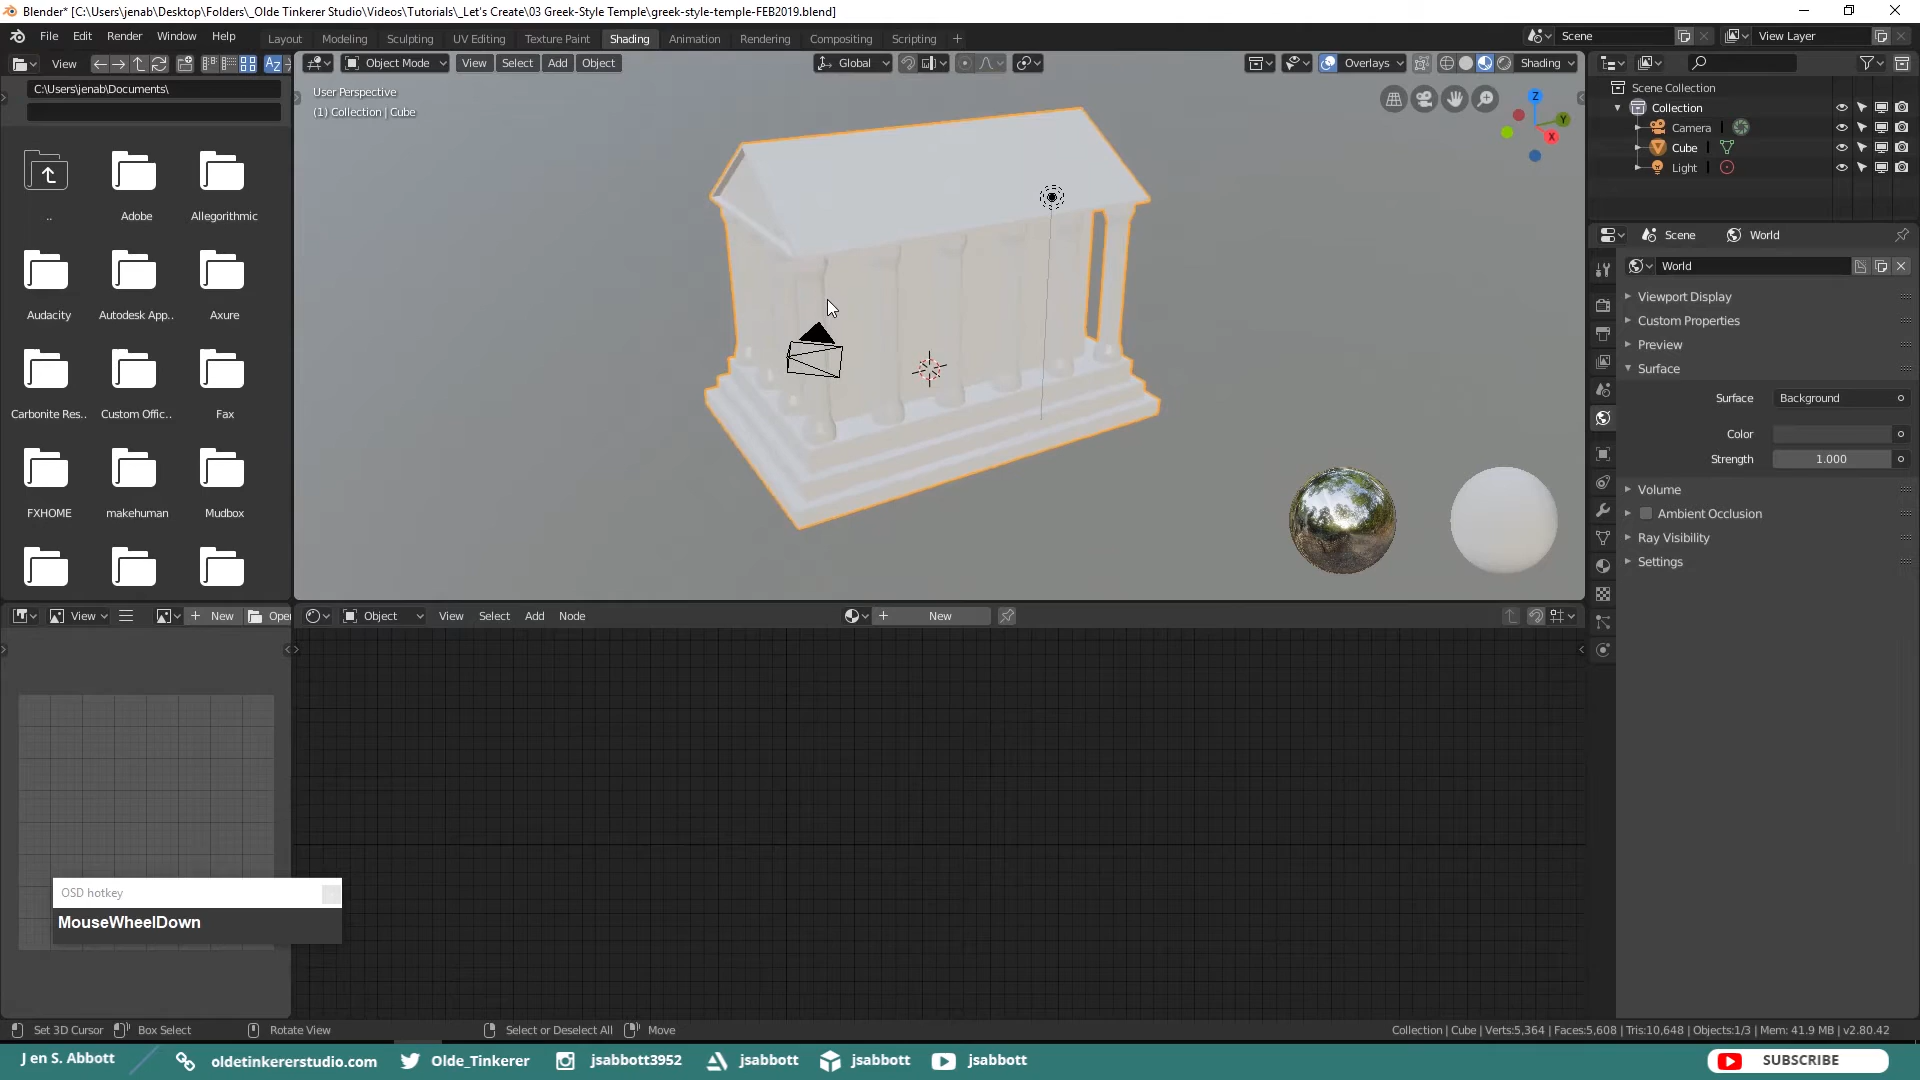 Blender* [C:\Users\jenab\Desktop\Folders\_Olde Tinkerer Studio\Videos\Tutorials\_Let's Create\03 Greek-Style Temple\greek-style-temple-FEB2019.blend]
File Edit Render Window Help Layout Modeling Sculpting UV Editing Texture Paint Shading Animation Rendering Compositing Scripting Scene View Layer
View Object Mode View Select Add Object Global Overlays Shading
C:\Users\jenab\Documents\
User Perspective
(1) Collection | Cube
Z
Y
X
.. Adobe Allegorithmic
Audacity Autodesk App.. Axure
Carbonite Res.. Custom Offic.. Fax
FXHOME makehuman Mudbox
Scene Collection
Collection
Camera
Cube
Light
Scene World
World
Viewport Display
Custom Properties
Preview
Surface
Surface Background
Color
Strength 1.000
Volume
Ambient Occlusion
Ray Visibility
Settings
View New Open Object View Select Add Node New
OSD hotkey
MouseWheelDown
Set 3D Cursor Box Select Rotate View Select or Deselect All Move Collection | Cube | Verts:5,364 | Faces:5,608 | Tris:10,648 | Objects:1/3 | Mem: 41.9 MB | v2.80.42
J en S. Abbott oldetinkererstudio.com Olde_Tinkerer jsabbott3952 jsabbott jsabbott jsabbott SUBSCRIBE